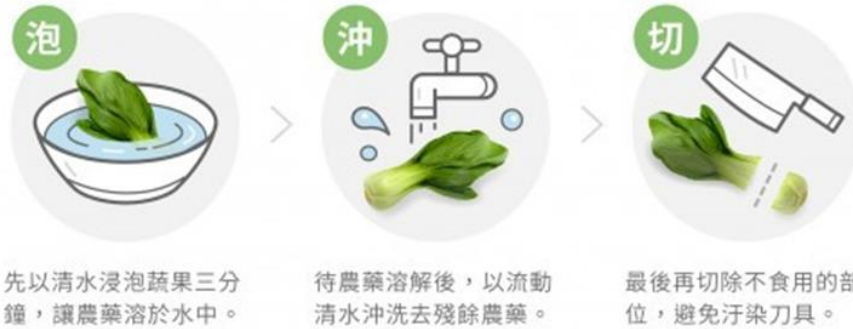 泡
先以清水浸泡蔬果三分
鐘，讓農藥溶於水中。
沖
待農藥溶解後，以流動
清水沖洗去殘餘農藥。
切
最後再切除不食用的部
位，避免汙染刀具。